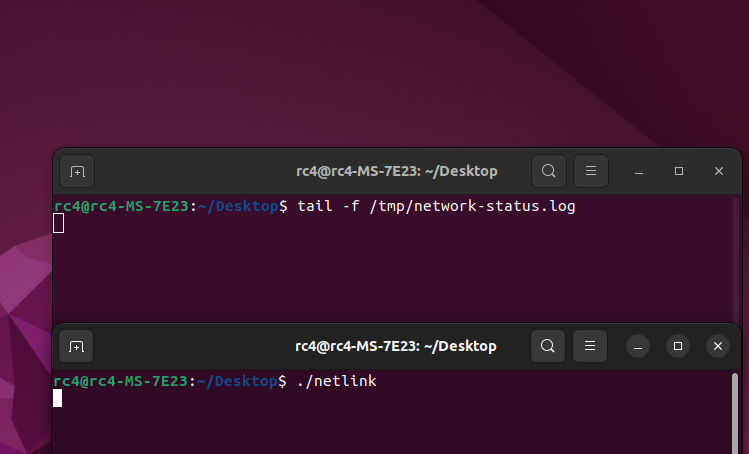 rc4@rc4-MS-7E23: ~/Desktop
rc4@rc4-MS-7E23:~/Desktop$ tail -f /tmp/network-status.log
rc4@rc4-MS-7E23: ~/Desktop
rc4@rc4-MS-7E23:~/Desktop$ ./netlink